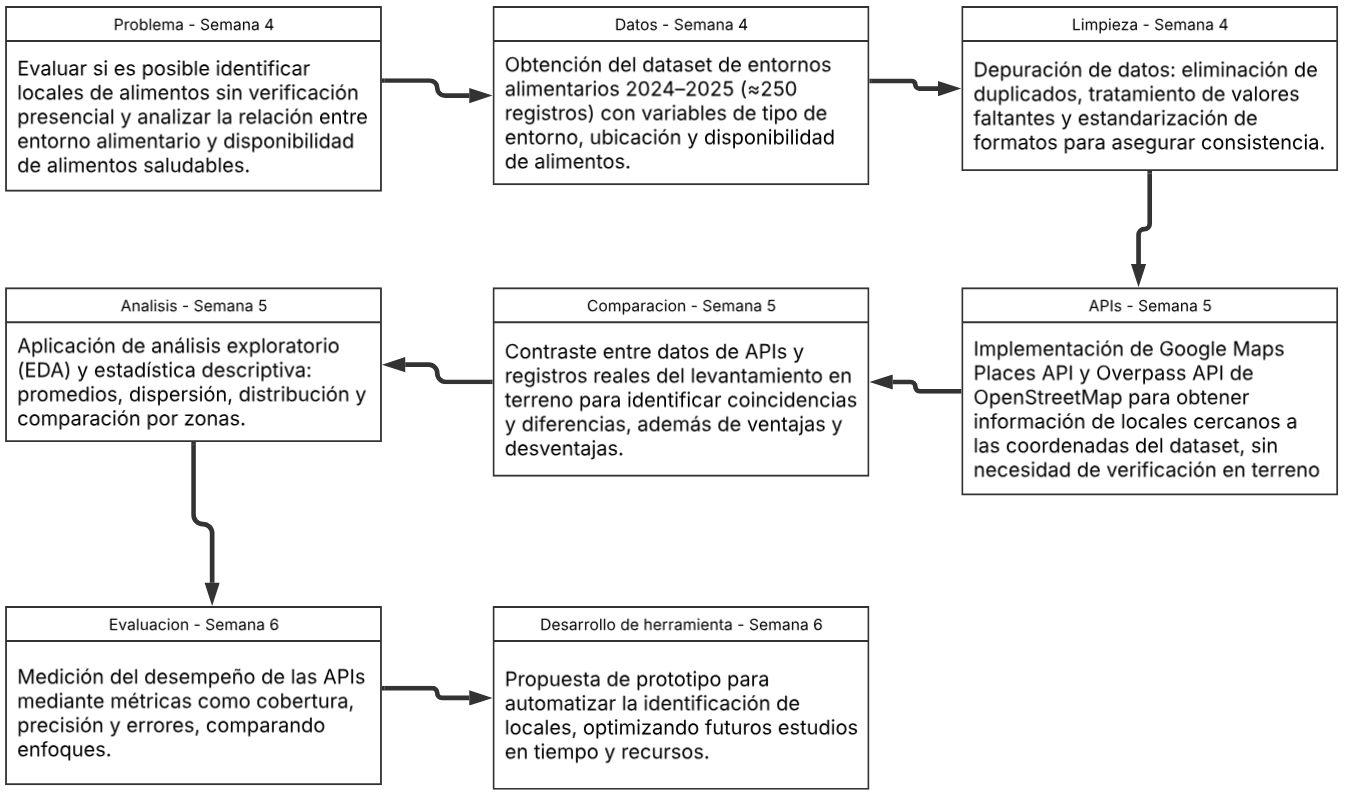 Problema - Semana 4
Evaluar si es posible identificar
locales de alimentos sin verificación
presencial y analizar la relación entre
entorno alimentario y disponibilidad
de alimentos saludables.
Datos - Semana 4
Obtención del dataset de entornos
alimentarios 2024–2025 (≈250
registros) con variables de tipo de
entorno, ubicación y disponibilidad
de alimentos.
Limpieza - Semana 4
Depuración de datos: eliminación de
duplicados, tratamiento de valores
faltantes y estandarización de
formatos para asegurar consistencia.
APIs - Semana 5
Implementación de Google Maps
Places API y Overpass API de
OpenStreetMap para obtener
información de locales cercanos a
las coordenadas del dataset, sin
necesidad de verificación en terreno
Comparacion - Semana 5
Contraste entre datos de APIs y
registros reales del levantamiento en
terreno para identificar coincidencias
y diferencias, además de ventajas y
desventajas.
Analisis - Semana 5
Aplicación de análisis exploratorio
(EDA) y estadística descriptiva:
promedios, dispersión, distribución y
comparación por zonas.
Evaluacion - Semana 6
Medición del desempeño de las APIs
mediante métricas como cobertura,
precisión y errores, comparando
enfoques.
Desarrollo de herramienta - Semana 6
Propuesta de prototipo para
automatizar la identificación de
locales, optimizando futuros estudios
en tiempo y recursos.